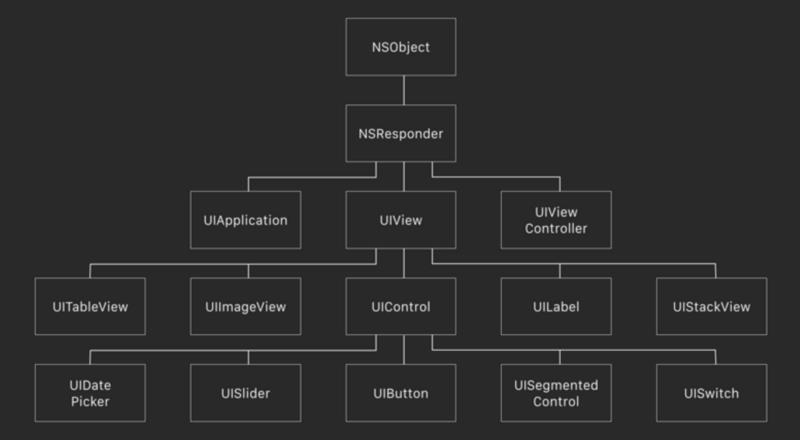 NSObject
NSResponder
UIApplication
UIView
UIView
Controller
UITableView
UIImageView
UIControl
UILabel
UIStackView
UIDate
Picker
UISlider
UIButton
UISegmented
Control
UISwitch